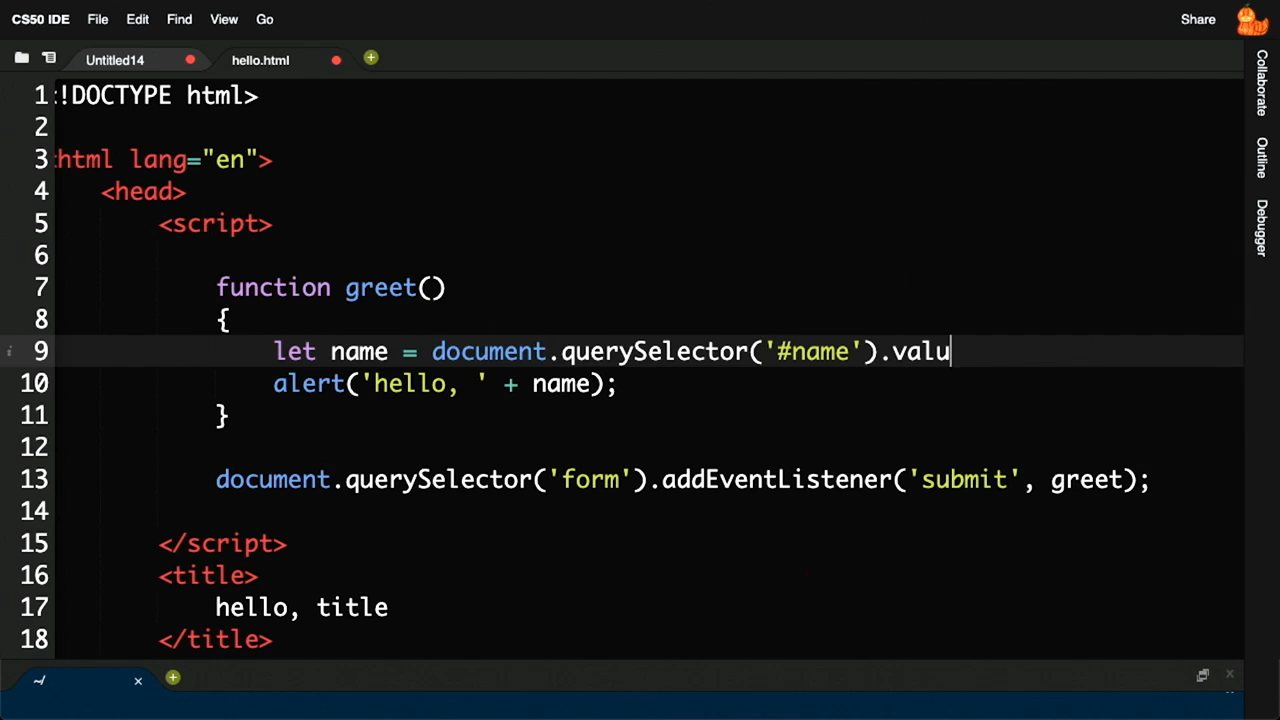 CS50 IDE File Edit Find View Go Share
Untitled14 hello.html
1 !DOCTYPE html>
2
3 html lang="en">
4 <head>
5 <script>
6
7 function greet()
8 {
9 let name = document.querySelector('#name').valu
10 alert('hello, ' + name);
11 }
12
13 document.querySelector('form').addEventListener('submit', greet);
14
15 </script>
16 <title>
17 hello, title
18 </title>
~/
Collaborate
Outline
Debugger